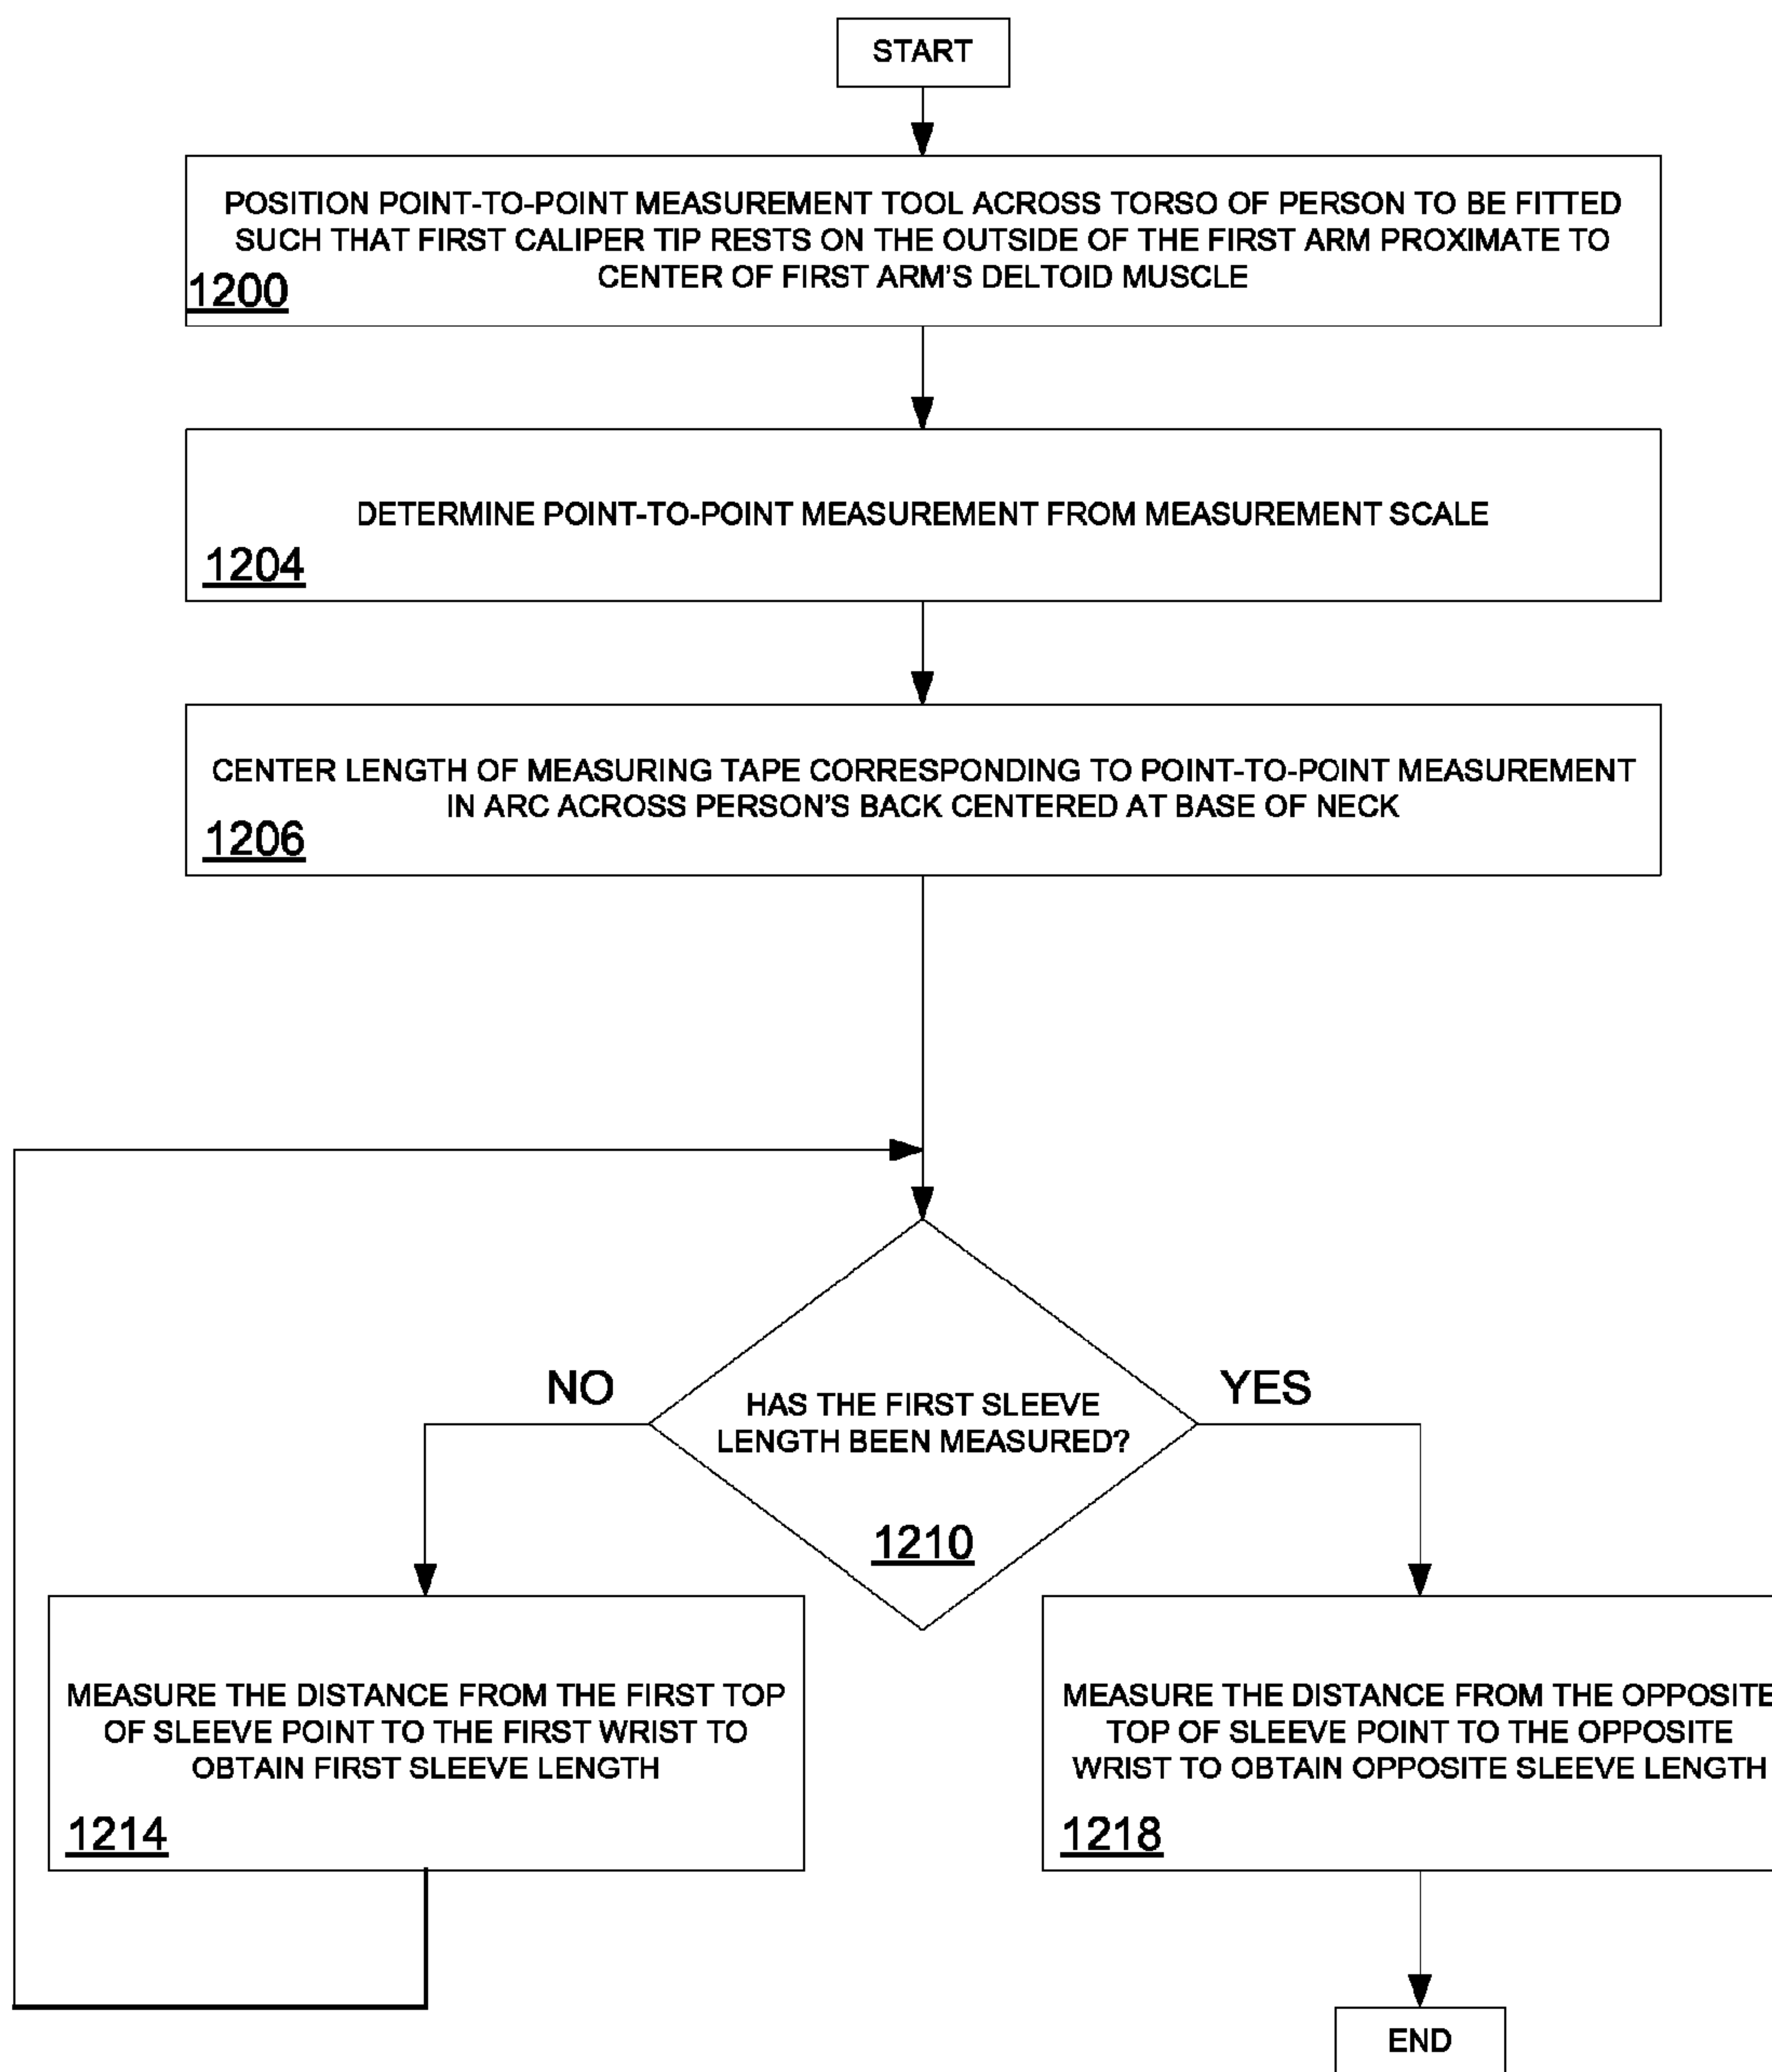 START
POSITION POINT-TO-POINT MEASUREMENT TOOL ACROSS TORSO OF PERSON TO BE FITTED
SUCH THAT FIRST CALIPER TIP RESTS ON THE OUTSIDE OF THE FIRST ARM PROXIMATE TO
CENTER OF FIRST ARM'S DELTOID MUSCLE
1200
DETERMINE POINT-TO-POINT MEASUREMENT FROM MEASUREMENT SCALE
1204
CENTER LENGTH OF MEASURING TAPE CORRESPONDING TO POINT-TO-POINT MEASUREMENT
IN ARC ACROSS PERSON'S BACK CENTERED AT BASE OF NECK
1206
NO
YES
HAS THE FIRST SLEEVE
LENGTH BEEN MEASURED?
1210
MEASURE THE DISTANCE FROM THE FIRST TOP
OF SLEEVE POINT TO THE FIRST WRIST TO
OBTAIN FIRST SLEEVE LENGTH
1214
MEASURE THE DISTANCE FROM THE OPPOSITE
TOP OF SLEEVE POINT TO THE OPPOSITE
WRIST TO OBTAIN OPPOSITE SLEEVE LENGTH
1218
END